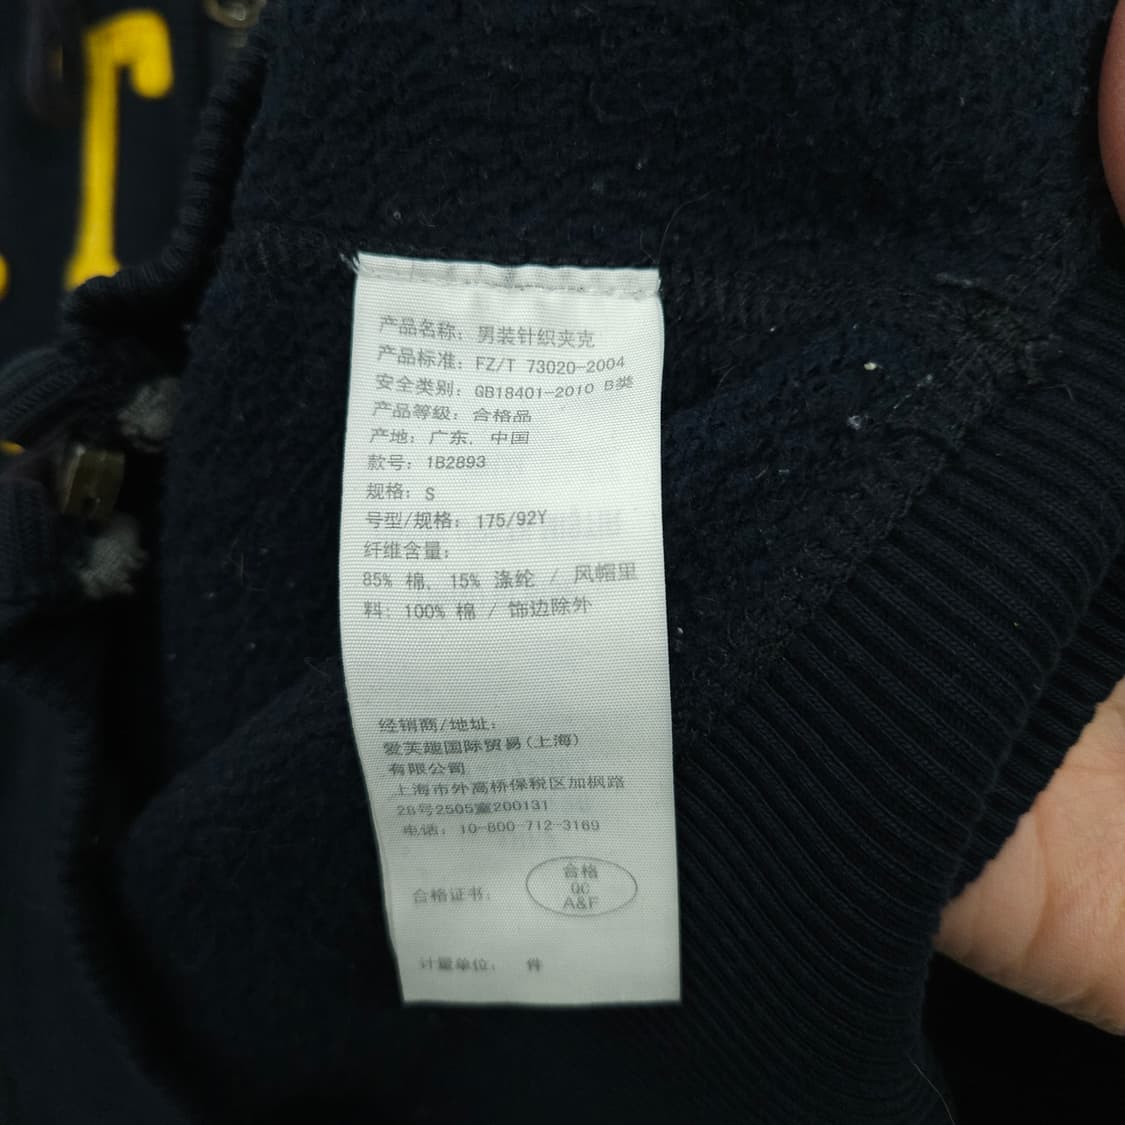 r
产品名称：男装针织夹克
产品标准：FZ/T 73020-2004
安全类别：GB18401-2010 B类
产品等级：合格品
产地：广东，中国
款号：1B2893
规格：S
号型/规格：175/92Y
纤维含量：
85% 棉，15% 涤纶 / 风帽里
料：100% 棉 / 饰边除外
经销商/地址：
爱芙趣国际贸易(上海)
有限公司
上海市外高桥保税区加枫路
28号2505室200131
电话：10-800-712-3169
合格证书：
合格
QC
A&F
计量单位： 件